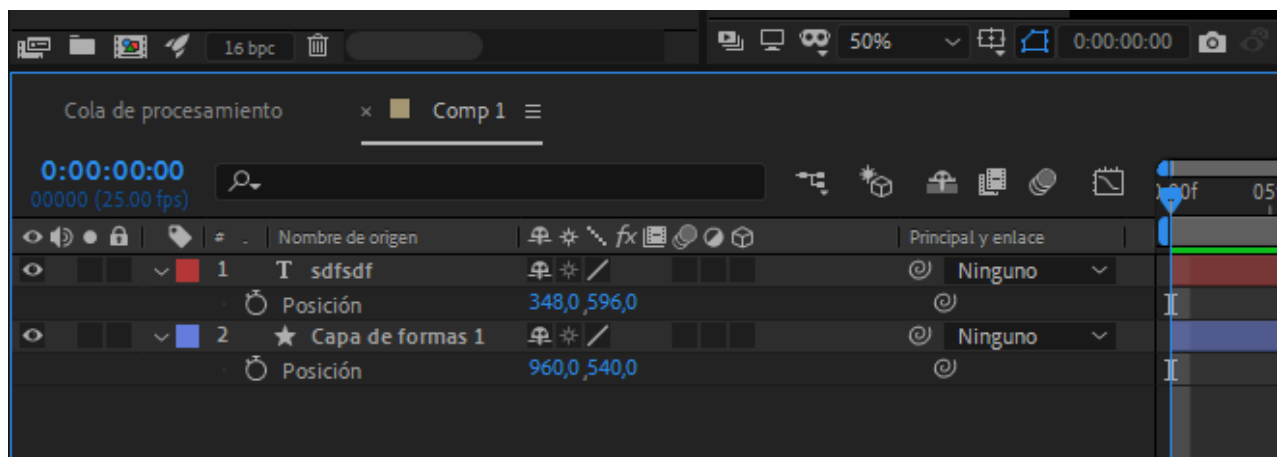 16 bpc 50% 0:00:00:00
Cola de procesamiento × Comp 1
0:00:00:00
00000 (25.00 fps) 05
# . Nombre de origen fx Principal y enlace
1 T sdfsdf Ninguno
Posición 348,0 ,596,0
2 Capa de formas 1 Ninguno
Posición 960,0 ,540,0